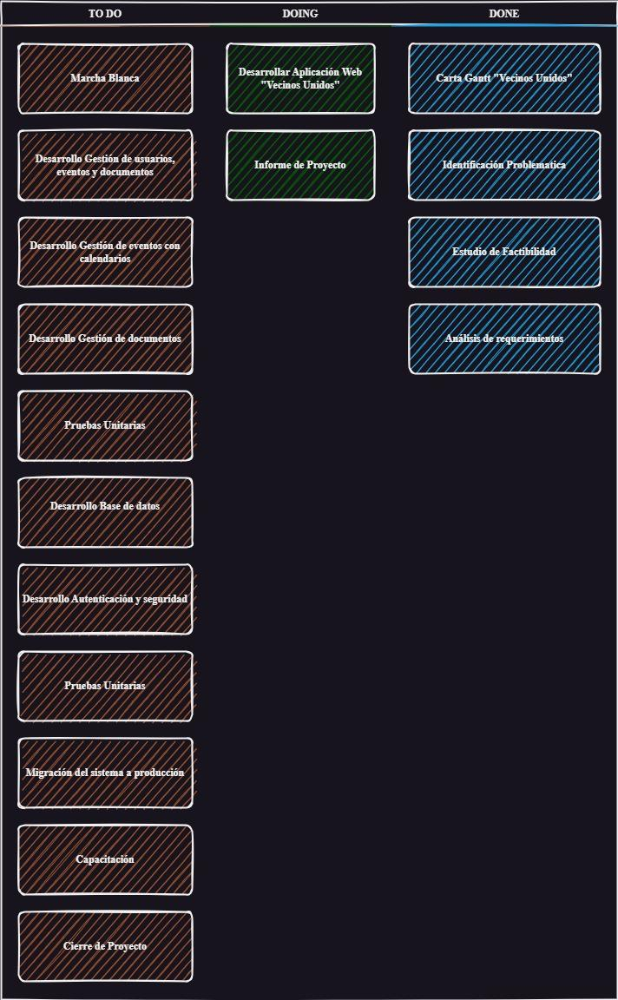 TO DO
DOING
DONE
Marcha Blanca
Desarrollo Gestión de usuarios,
eventos y documentos
Desarrollo Gestión de eventos con
calendarios
Desarrollo Gestión de documentos
Pruebas Unitarias
Desarrollo Base de datos
Desarrollo Autenticación y seguridad
Pruebas Unitarias
Migración del sistema a producción
Capacitación
Cierre de Proyecto
Desarrollar Aplicación Web
"Vecinos Unidos"
Informe de Proyecto
Carta Gantt "Vecinos Unidos"
Identificación Problematica
Estudio de Factibilidad
Análisis de requerimientos